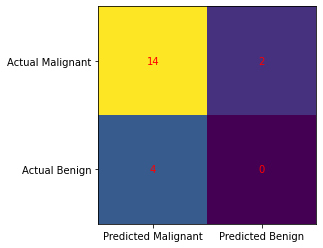 Actual Malignant 14 2
Actual Benign 4 0
Predicted Malignant Predicted Benign